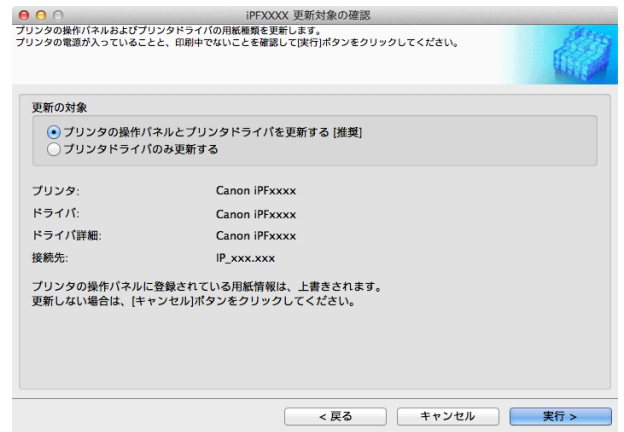 iPFXXXX 更新対象の確認
プリンタの操作パネルおよびプリンタドライバの用紙種類を更新します。
プリンタの電源が入っていることと、印刷中でないことを確認して[実行]ボタンをクリックしてください。
更新の対象
プリンタの操作パネルとプリンタドライバを更新する [推奨]
プリンタドライバのみ更新する
プリンタ: Canon iPFxxxx
ドライバ: Canon iPFxxxx
ドライバ詳細: Canon iPFxxxx
接続先: IP_xxx.xxx
プリンタの操作パネルに登録されている用紙情報は、上書きされます。
更新しない場合は、[キャンセル]ボタンをクリックしてください。
< 戻る キャンセル 実行 >